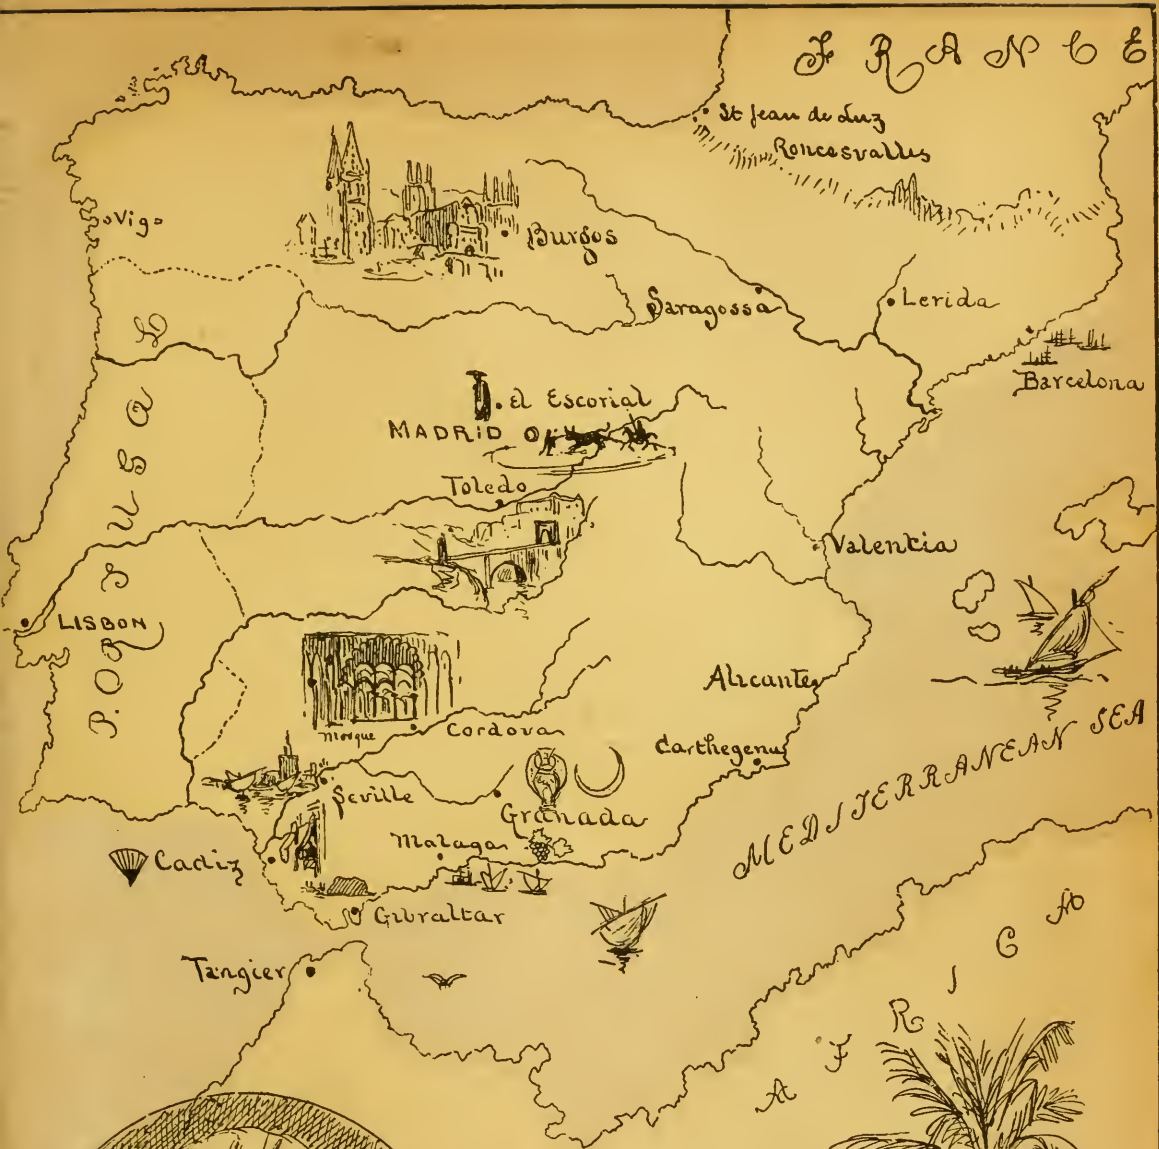 FRANCE
St Jean de Luz
Roncesvalles
Vigo
Burgos
Saragossa
Lerida
Barcelona
El Escorial
MADRID
Toledo
Valentia
PORTUGAL
LISBON
Alicante
Mosque
Cordova
Carthegena
Seville
Granada
Malaga
Cadiz
Gibraltar
MEDITERRANEAN SEA
Tangier
AFRICA